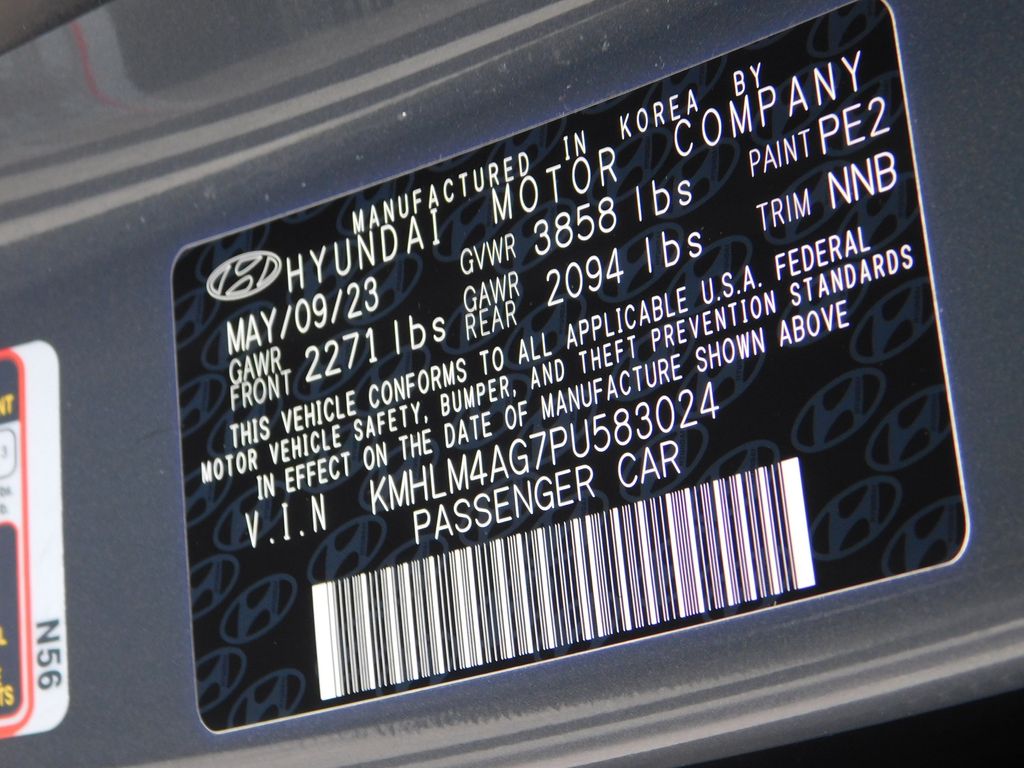 MANUFACTURED IN KOREA BY
HYUNDAI MOTOR COMPANY
MAY/09/23 GVWR 3858 lbs PAINT PE2
GAWR FRONT 2271 lbs GAWR REAR 2094 lbs TRIM NNB
THIS VEHICLE CONFORMS TO ALL APPLICABLE U.S.A. FEDERAL
MOTOR VEHICLE SAFETY, BUMPER, AND THEFT PREVENTION STANDARDS
IN EFFECT ON THE DATE OF MANUFACTURE SHOWN ABOVE
V.I.N KMHLM4AG7PU583024
PASSENGER CAR
N56